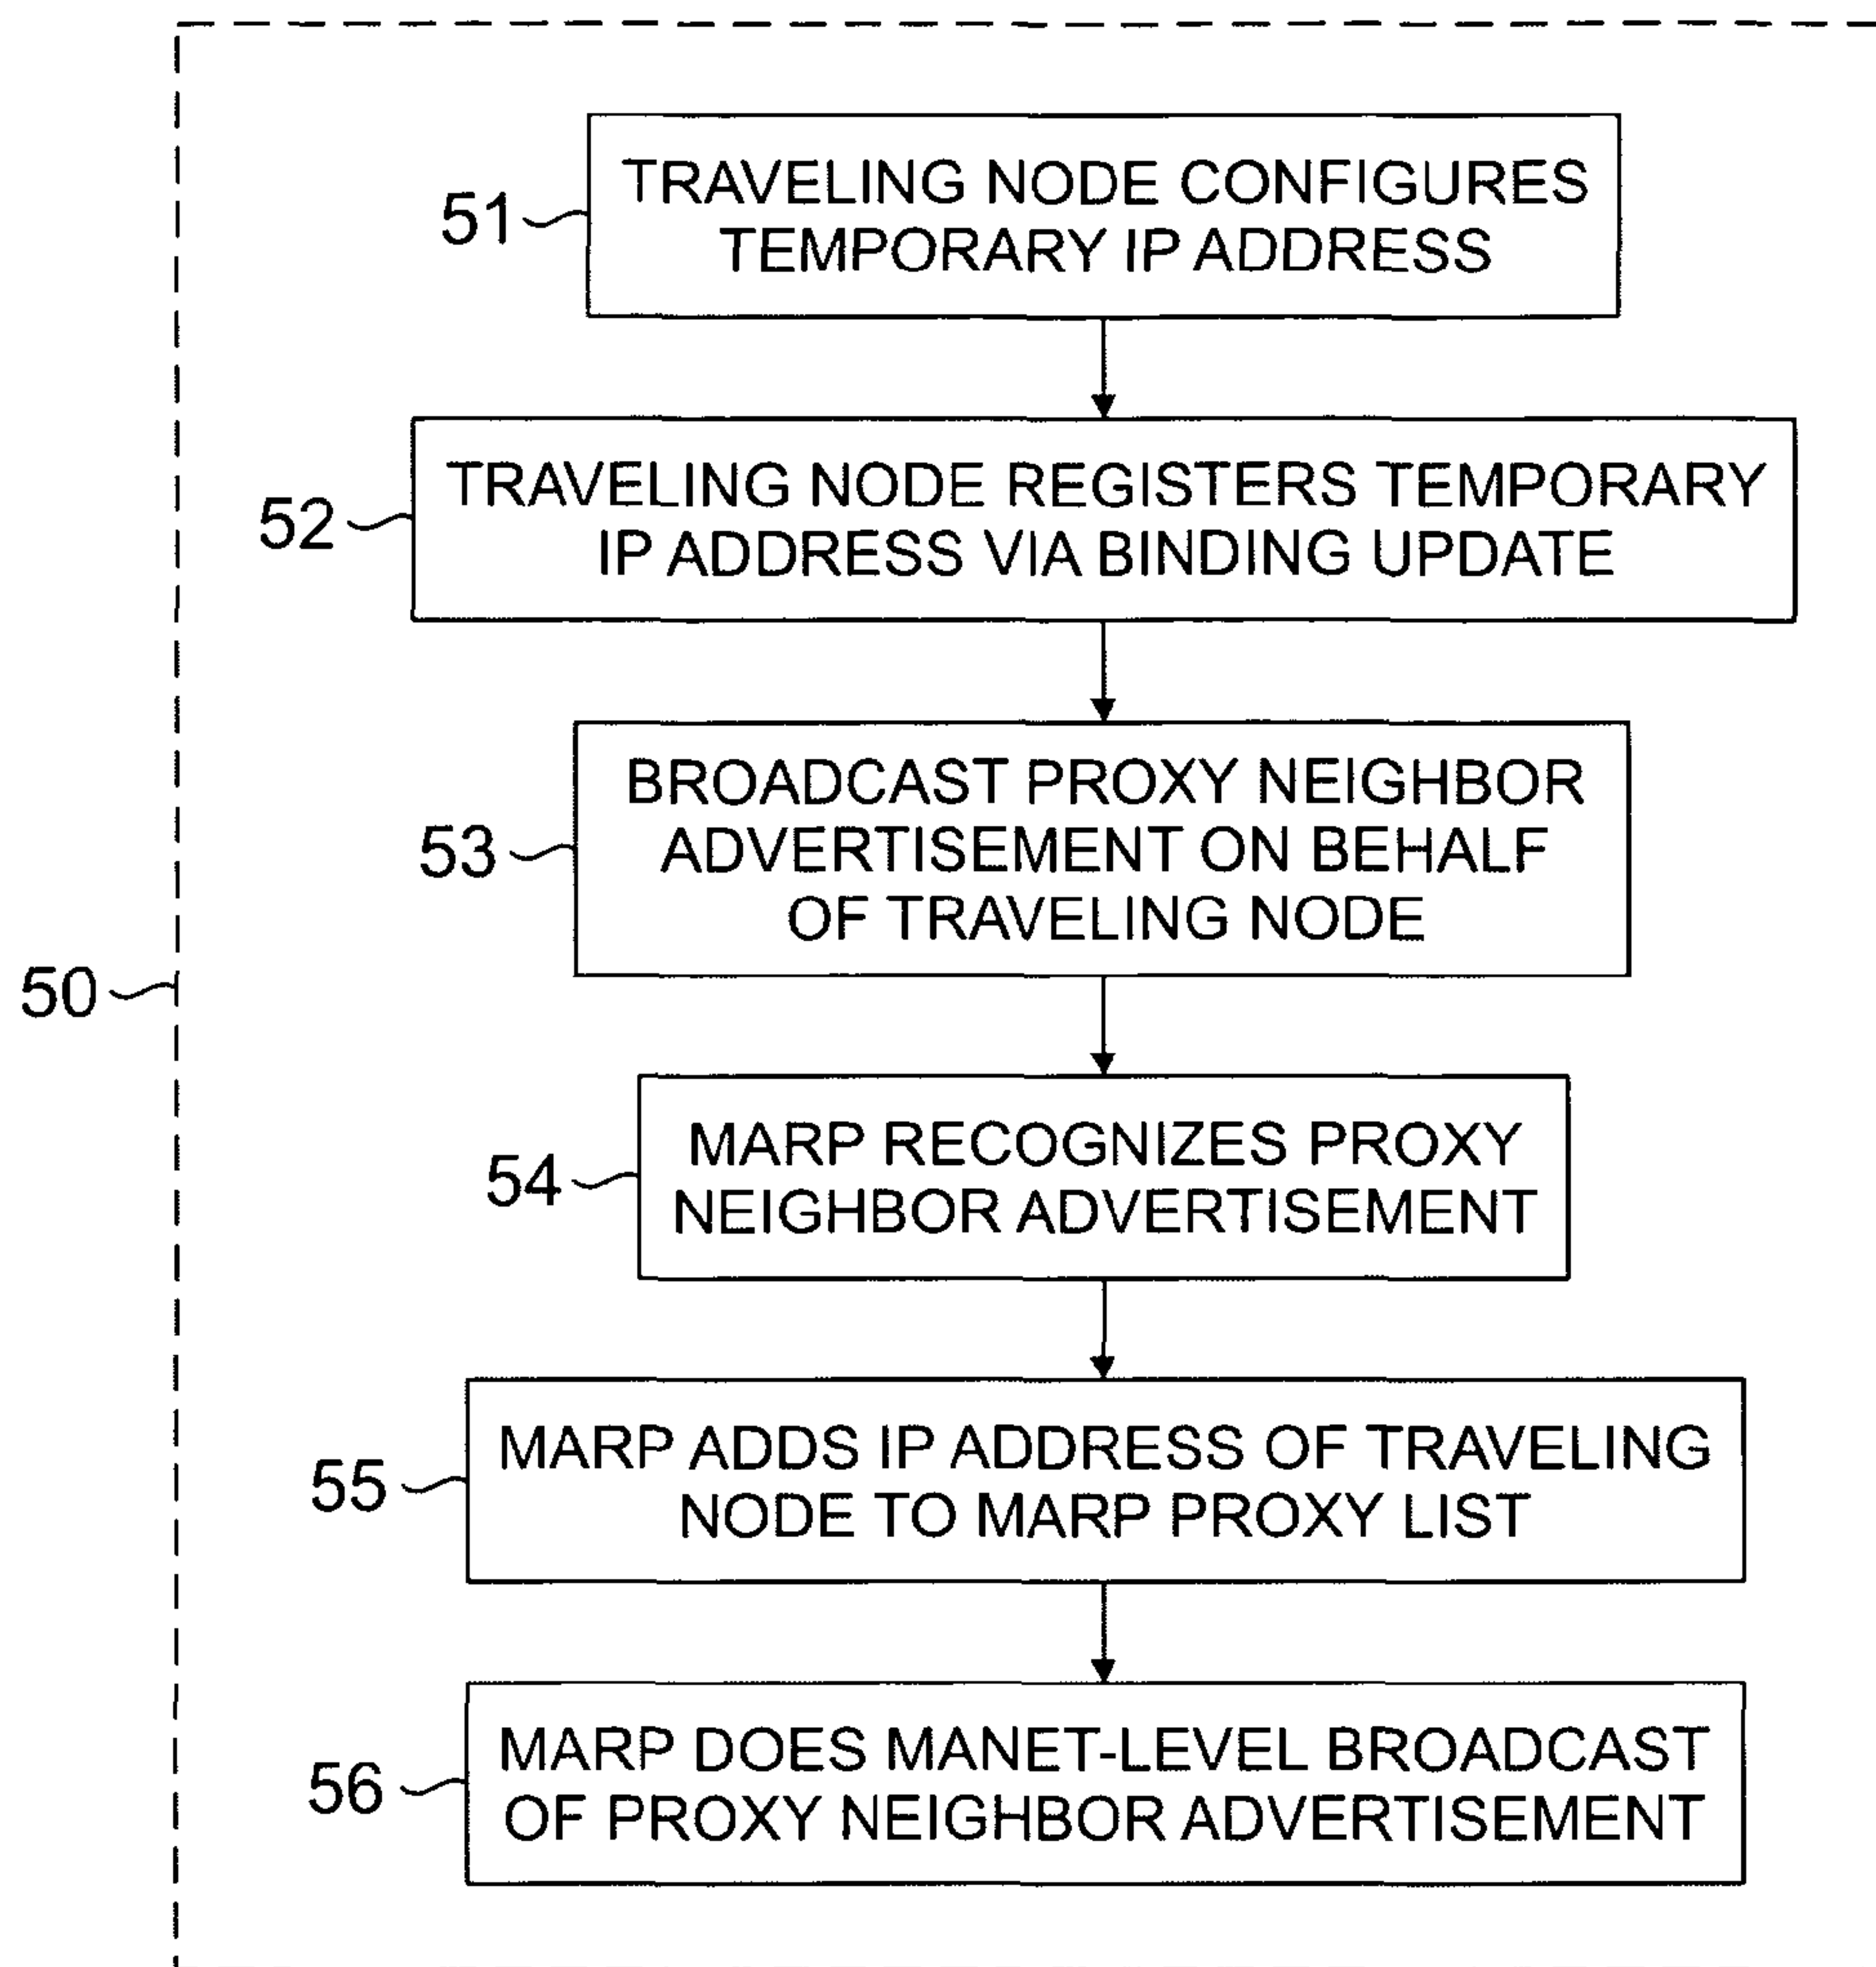 51
TRAVELING NODE CONFIGURES
TEMPORARY IP ADDRESS
52
TRAVELING NODE REGISTERS TEMPORARY
IP ADDRESS VIA BINDING UPDATE
53
BROADCAST PROXY NEIGHBOR
ADVERTISEMENT ON BEHALF
OF TRAVELING NODE
50
54
MARP RECOGNIZES PROXY
NEIGHBOR ADVERTISEMENT
55
MARP ADDS IP ADDRESS OF TRAVELING
NODE TO MARP PROXY LIST
56
MARP DOES MANET-LEVEL BROADCAST
OF PROXY NEIGHBOR ADVERTISEMENT